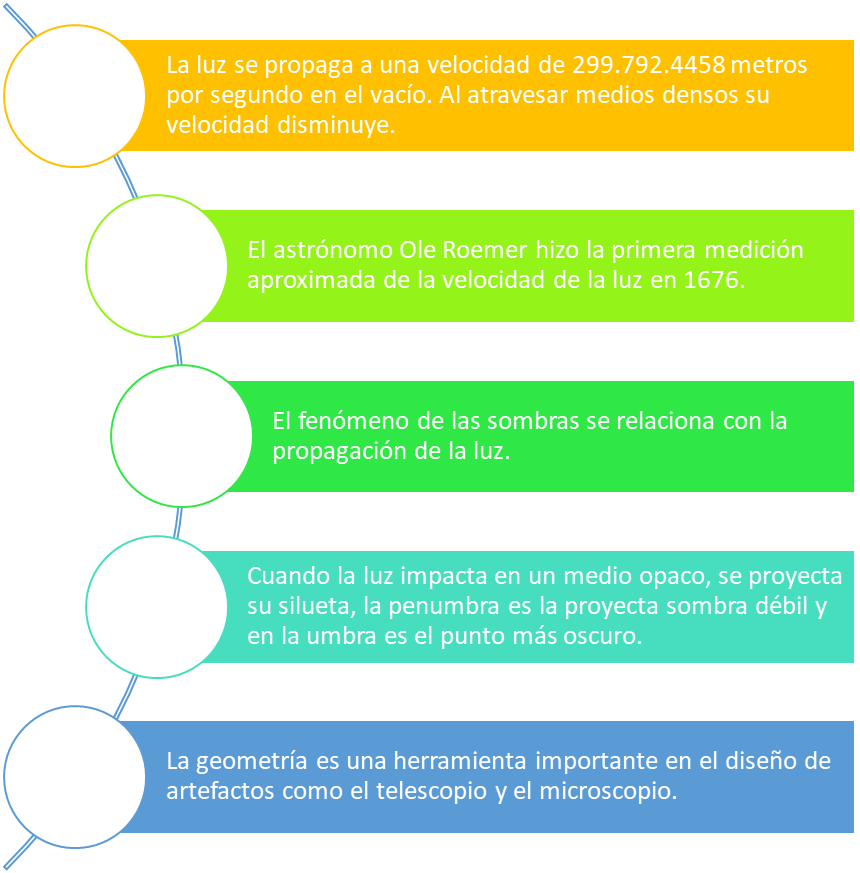 La luz se propaga a una velocidad de 299.792.4458 metros
por segundo en el vacío. Al atravesar medios densos su
velocidad disminuye.
El astrónomo Ole Roemer hizo la primera medición
aproximada de la velocidad de la luz en 1676.
El fenómeno de las sombras se relaciona con la
propagación de la luz.
Cuando la luz impacta en un medio opaco, se proyecta
su silueta, la penumbra es la proyecta sombra débil y
en la umbra es el punto más oscuro.
La geometría es una herramienta importante en el diseño de
artefactos como el telescopio y el microscopio.